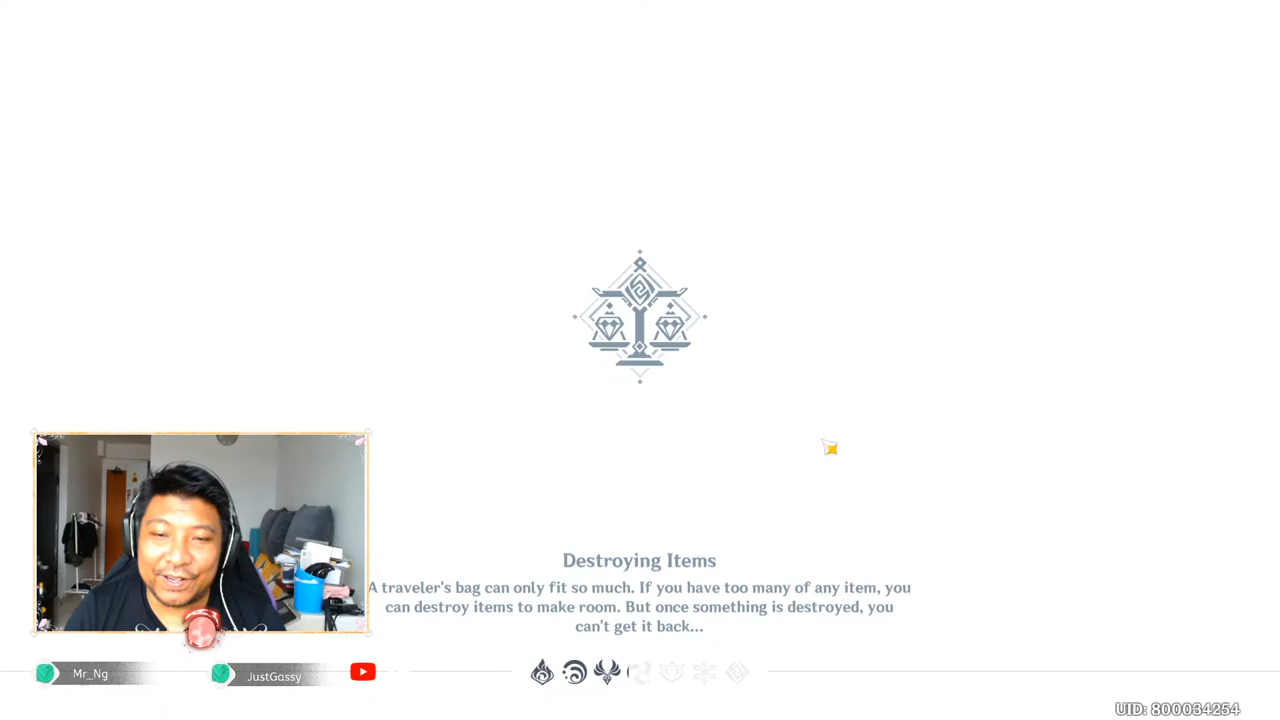 Destroying Items
A traveler's bag can only fit so much. If you have too many of any item, you
can destroy items to make room. But once something is destroyed, you
can't get it back...
Mr_Ng
JustGassy
UID: 800034254